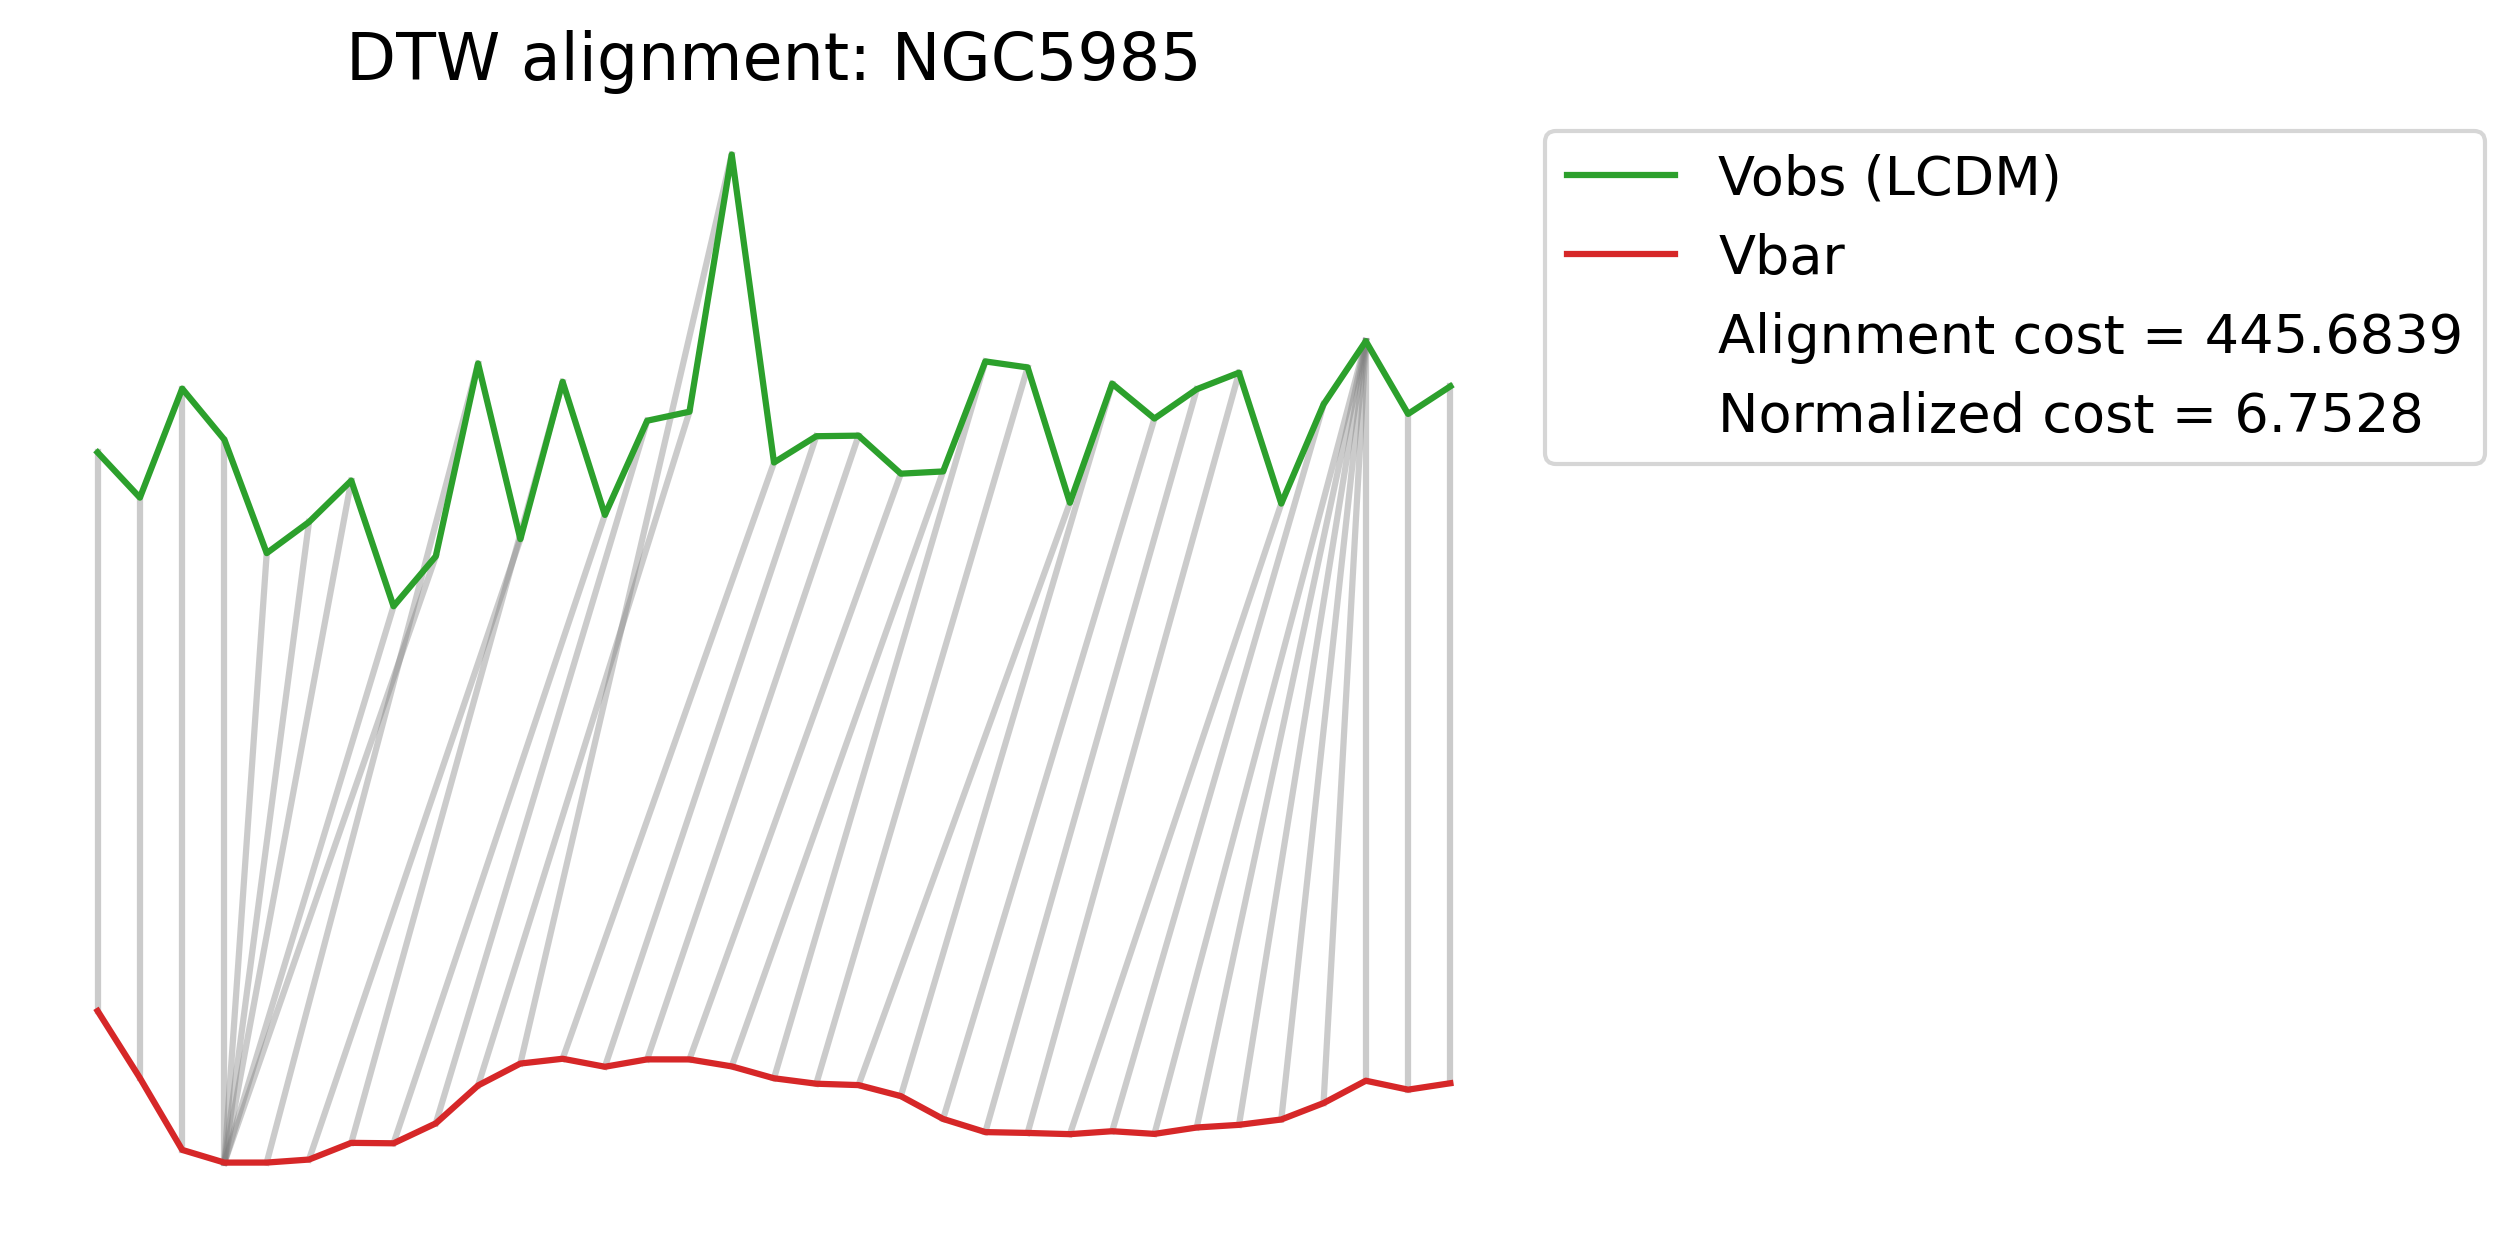 DTW alignment: NGC5985
Vobs (LCDM)
Vbar
Alignment cost = 445.6839
Normalized cost = 6.7528